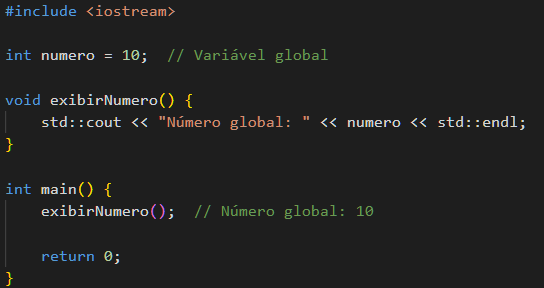 #include <iostream>
int numero = 10;  // Variável global
void exibirNumero() {
    std::cout << "Número global: " << numero << std::endl;
}
int main() {
    exibirNumero();  // Número global: 10
    return 0;
}